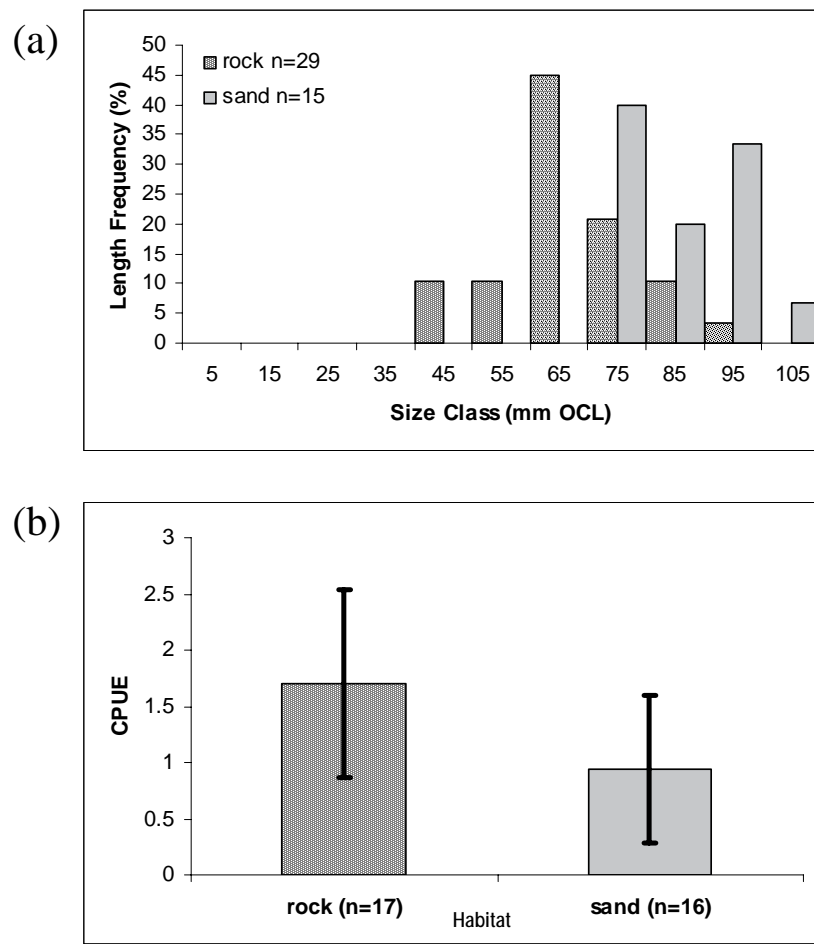 (a)
Length Frequency (%)
50
45
40
35
30
25
20
15
10
5
0
rock n=29
sand n=15
5 15 25 35 45 55 65 75 85 95 105
Size Class (mm OCL)
(b)
CPUE
3
2.5
2
1.5
1
0.5
0
rock (n=17) sand (n=16)
Habitat